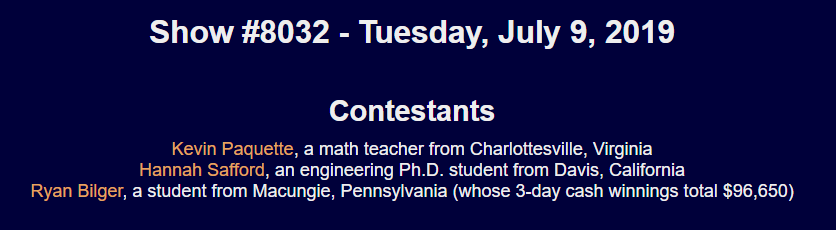 Show #8032 - Tuesday, July 9, 2019
Contestants
Kevin Paquette, a math teacher from Charlottesville, Virginia
Hannah Safford, an engineering Ph.D. student from Davis, California
Ryan Bilger, a student from Macungie, Pennsylvania (whose 3-day cash winnings total $96,650)